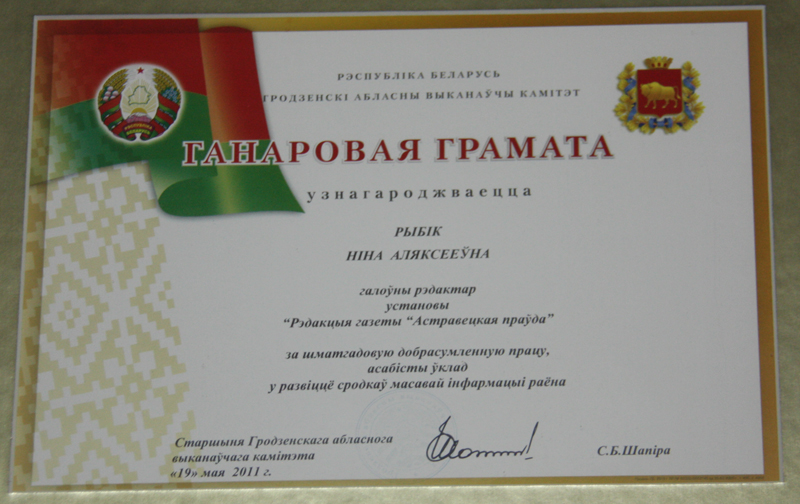 РЭСПУБЛІКА БЕЛАРУСЬ
ГРОДЗЕНСКІ АБЛАСНЫ ВЫКАНАЎЧЫ КАМІТЭТ
ГАНАРОВАЯ ГРАМАТА
узнагароджваецца
РЫБІК
НІНА АЛЯКСЕЕЎНА
галоўны рэдактар
установы
“Рэдакцыя газеты “Астравецкая праўда”
за шматгадовую добрасумленную працу,
асабісты ўклад
у развіццё сродкаў масавай інфармацыі раёна
Старшыня Гродзенскага абласнога
выканаўчага камітэта
«19» мая 2011 г.
С.Б.Шапіра